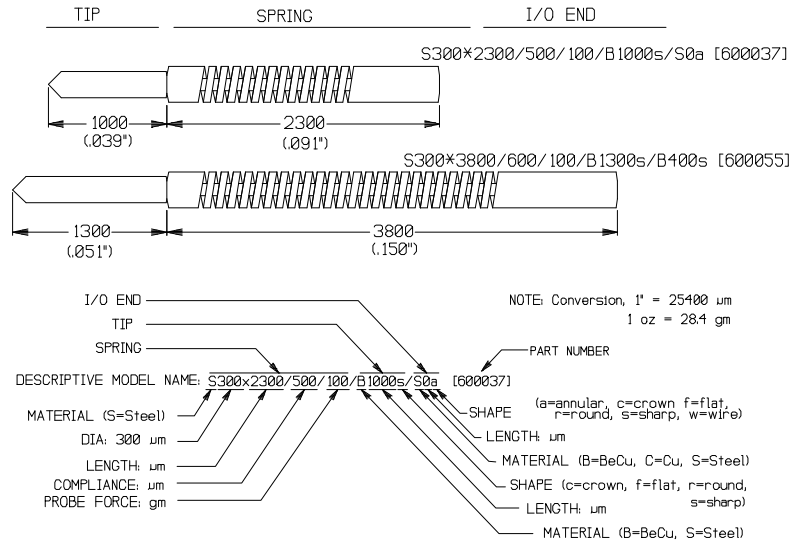 TIP SPRING I/O END
S300*2300/500/100/B1000s/S0a [600037]
1000 2300
(.039") (.091")
S300*3800/600/100/B1300s/B400s [600055]
1300 3800
(.051") (.150")
I/O END NOTE: Conversion, 1" = 25400 µm
TIP 1 oz = 28.4 gm
SPRING PART NUMBER
DESCRIPTIVE MODEL NAME: S300x2300/500/100/B1000s/S0a [600037]
MATERIAL (S=Steel) SHAPE (a=annular, c=crown f=flat,
r=round, s=sharp, w=wire)
DIA: 300 µm LENGTH: µm
LENGTH: µm MATERIAL (B=BeCu, C=Cu, S=Steel)
COMPLIANCE: µm SHAPE (c=crown, f=flat, r=round,
s=sharp)
PROBE FORCE: gm LENGTH: µm
MATERIAL (B=BeCu, S=Steel)